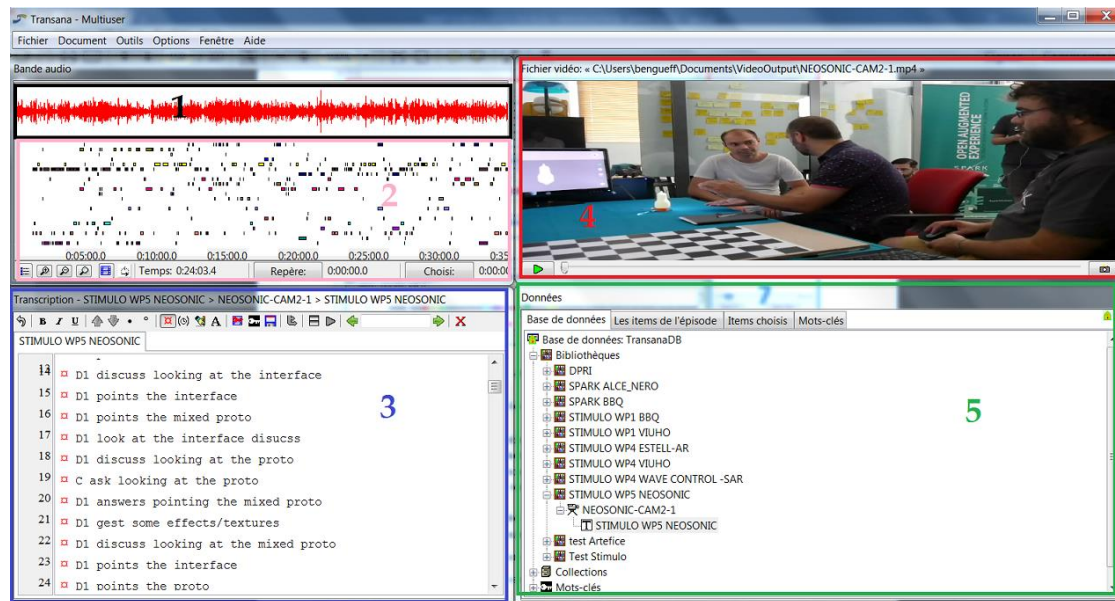 Transana - Multiuser
Fichier Document Outils Options Fenêtre Aide
Bande audio
1
2
0:05:00.0 0:10:00.0 0:15:00.0 0:20:00.0 0:25:00.0 0:30:00.0 0:35
Temps: 0:24:03.4 Repère: 0:00:00.0 Choisi: 0:00:00
Fichier vidéo: « C:\Users\bengueff\Documents\VideoOutput\NEOSONIC-CAM2-1.mp4 »
OPEN AUGMENTED
EXPERIENCE
SPARK
4
Transcription - STIMULO WP5 NEOSONIC > NEOSONIC-CAM2-1 > STIMULO WP5 NEOSONIC
B I U A X
STIMULO WP5 NEOSONIC
14 D1 discuss looking at the interface
15 D1 points the interface
16 D1 points the mixed proto
17 D1 look at the interface disucss
18 D1 discuss looking at the proto
19 C ask looking at the proto
20 D1 answers pointing the mixed proto
21 D1 gest some effects/textures
22 D1 discuss looking at the mixed proto
23 D1 points the interface
24 D1 points the proto
3
Données
Base de données Les items de l'épisode Items choisis Mots-clés
Base de données: TransanaDB
Bibliothèques
DPRI
SPARK ALCE_NERO
SPARK BBQ
STIMULO WP1 BBQ
STIMULO WP1 VIUHO
STIMULO WP4 ESTELL-AR
STIMULO WP4 VIUHO
STIMULO WP4 WAVE CONTROL -SAR
STIMULO WP5 NEOSONIC
NEOSONIC-CAM2-1
STIMULO WP5 NEOSONIC
test Artefice
Test Stimulo
Collections
Mots-clés
5